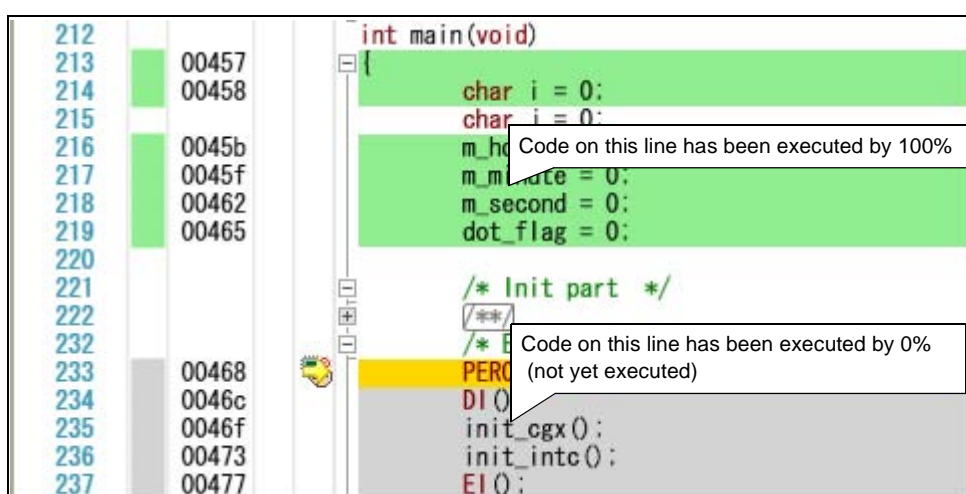 212 int main(void)
213 00457 {
214 00458 char i = 0;
215 char i = 0;
216 0045b
Code on this line has been executed by 100%
217 0045f = 0;
218 00462 m_second = 0;
219 00465 dot_flag = 0;
220
221 /* Init part */
222 /**/
232 /*
Code on this line has been executed by 0%
(not yet executed)
233 00468
234 0046c DI()
235 0046f init_cgx();
236 00473 init_intc();
237 00477 EI();